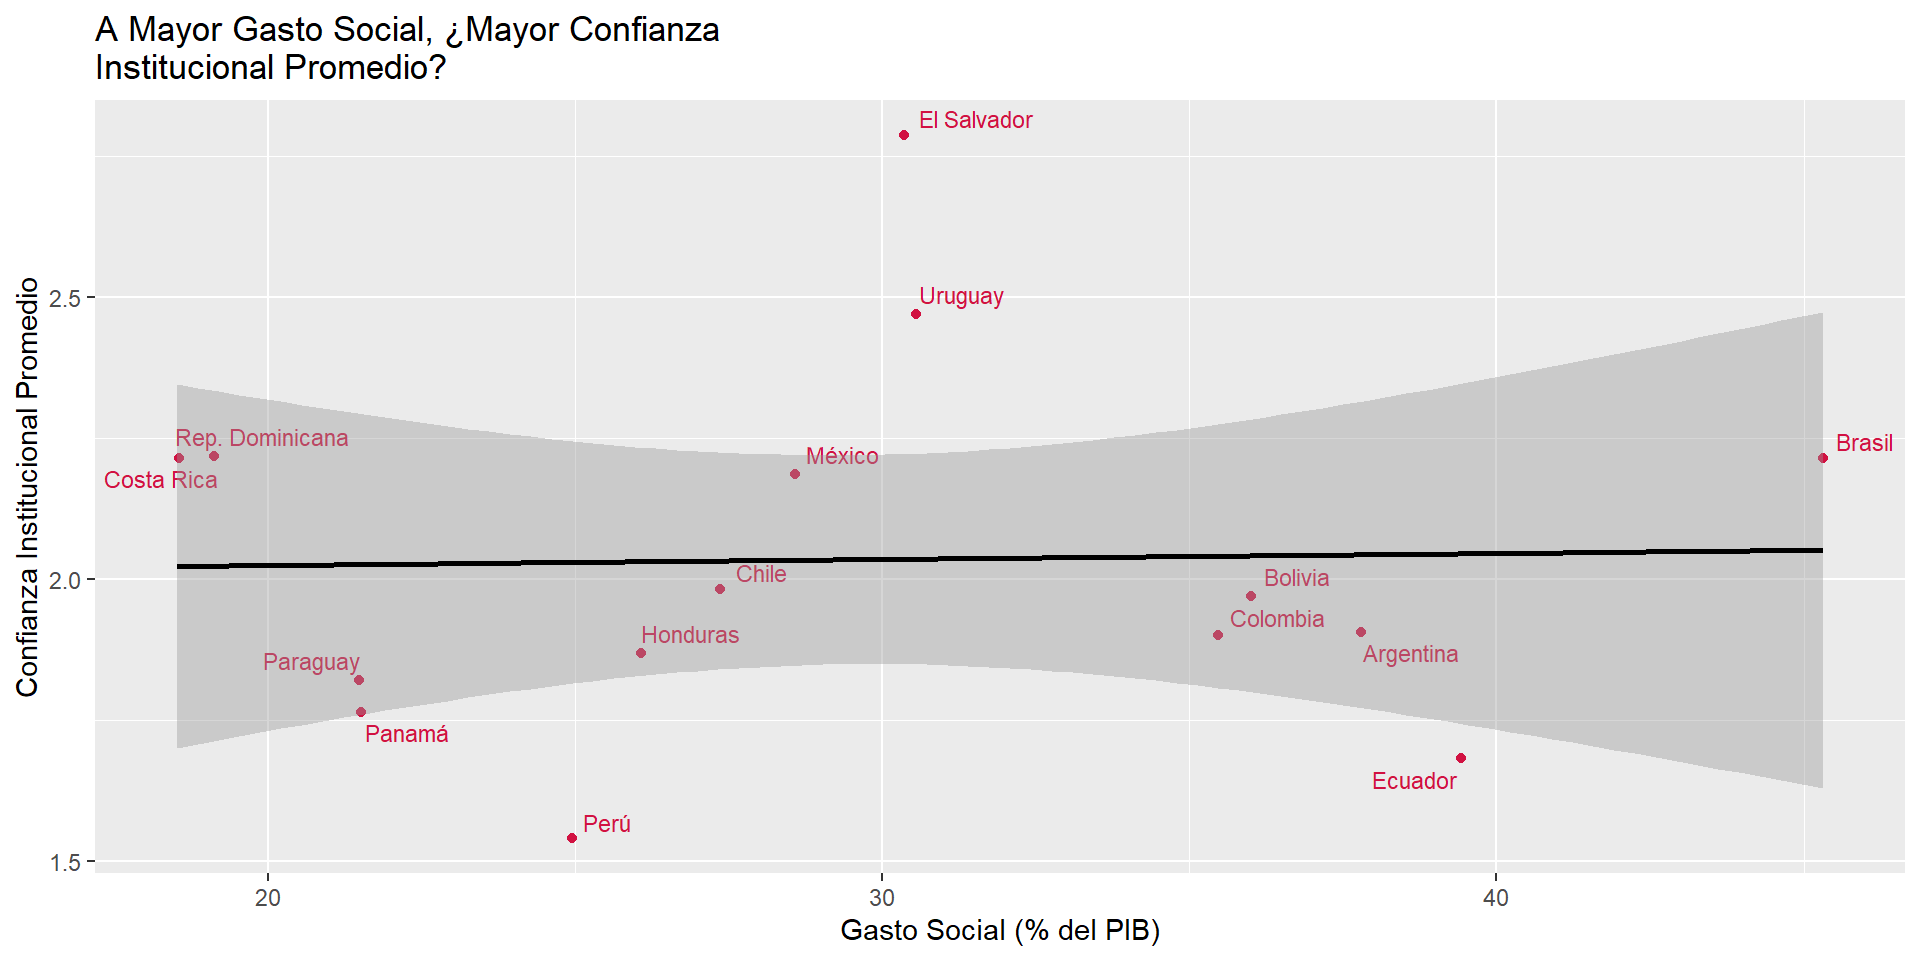 A Mayor Gasto Social, ¿Mayor Confianza
Institucional Promedio?
Confianza Institucional Promedio
2.5
2.0
1.5
El Salvador
Uruguay
Rep. Dominicana
Costa Rica
México
Brasil
Chile
Bolivia
Colombia
Honduras
Argentina
Paraguay
Panamá
Ecuador
Perú
20
30
40
Gasto Social (% del PIB)